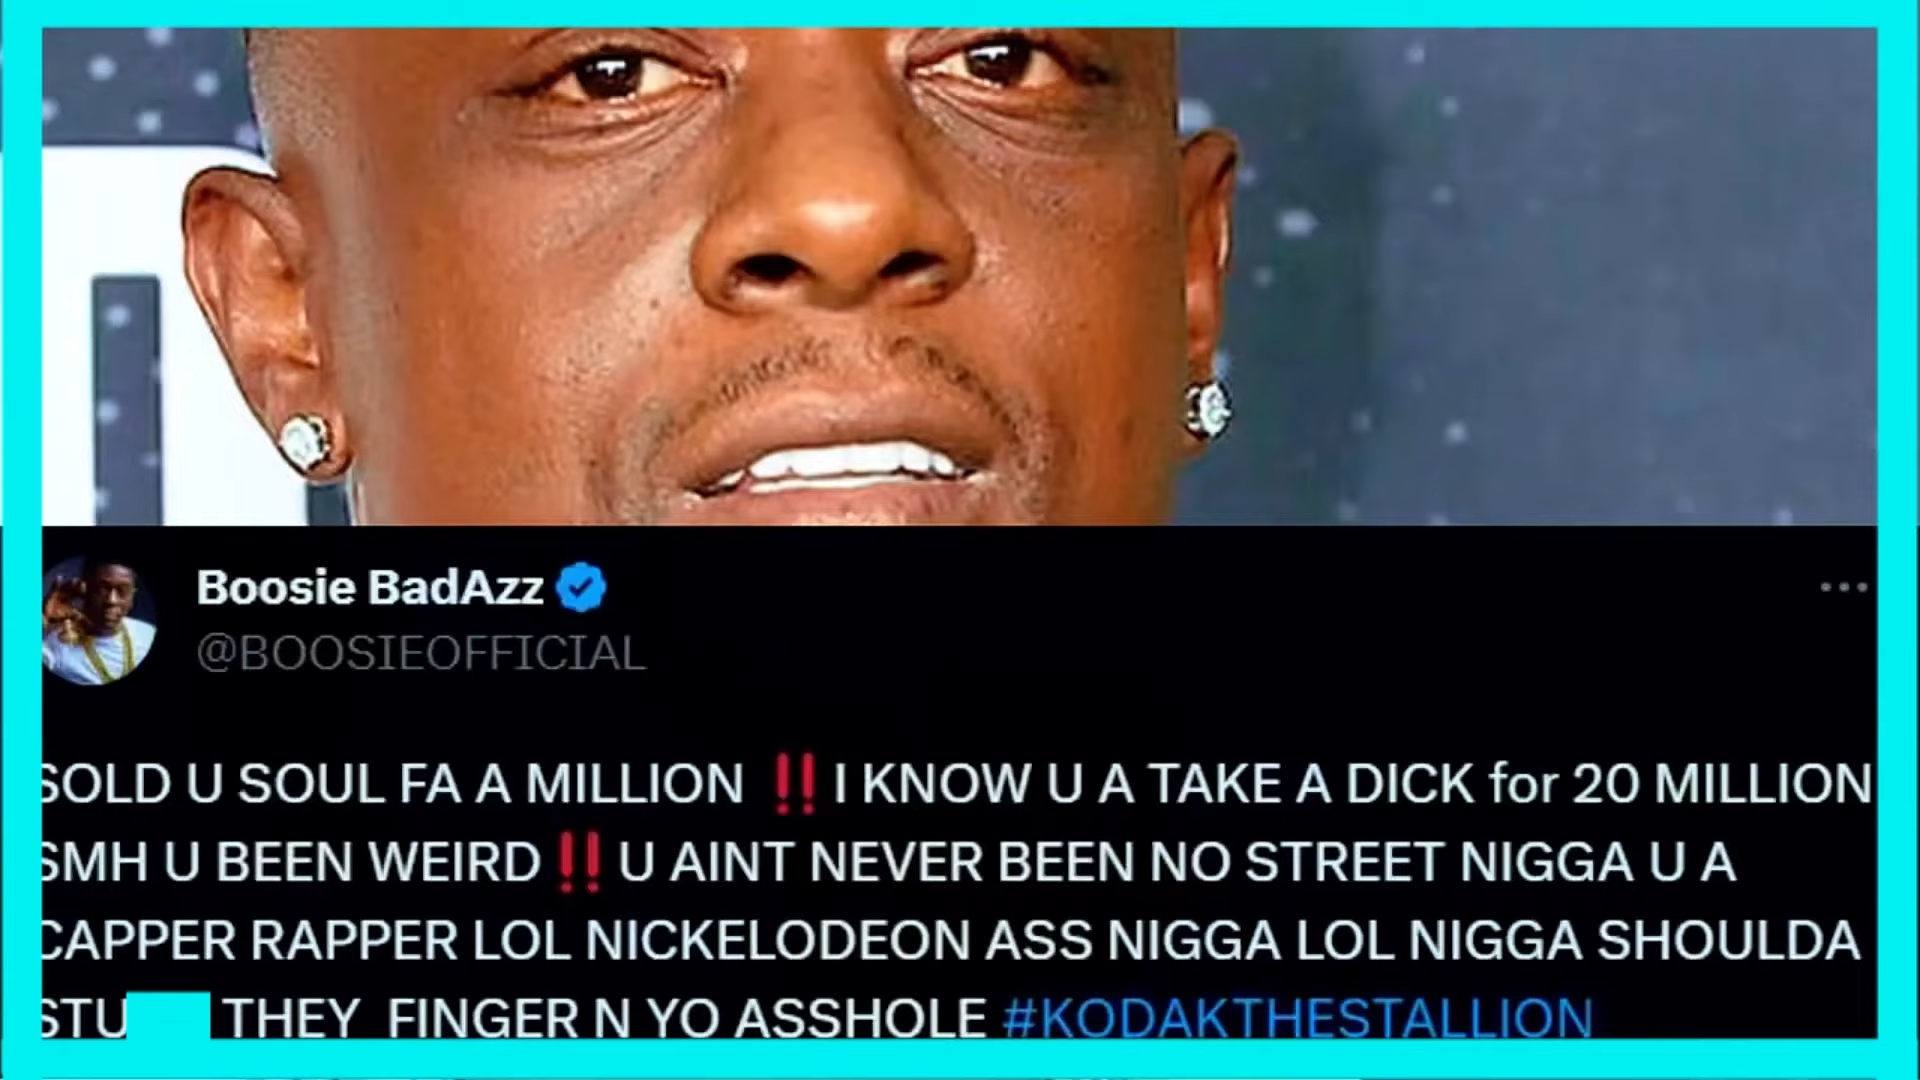 Boosie BadAzz
@BOOSIEOFFICIAL
SOLD U SOUL FA A MILLION ‼️ I KNOW U A TAKE A DICK for 20 MILLION
SMH U BEEN WEIRD ‼️ U AINT NEVER BEEN NO STREET NIGGA U A
CAPPER RAPPER LOL NICKELODEON ASS NIGGA LOL NIGGA SHOULDA
STU THEY FINGER N YO ASSHOLE #KODAKTHESTALLION